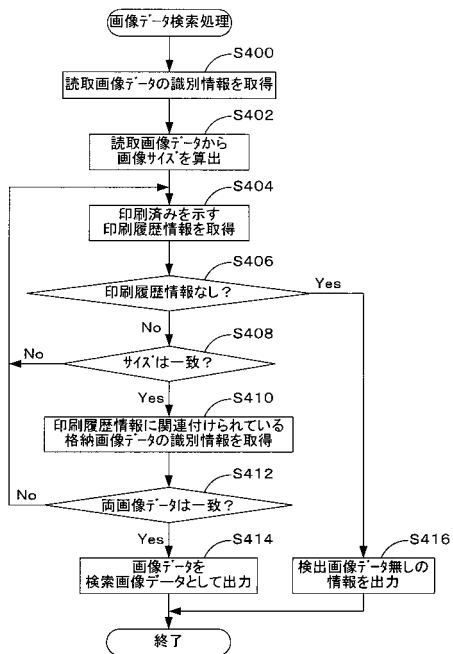 画像データ検索処理
S400
読取画像データの識別情報を取得
S402
読取画像データから
画像サイズを算出
S404
印刷済みを示す
印刷履歴情報を取得
S406
印刷履歴情報なし?
Yes
No
S408
サイズは一致?
No
Yes
S410
印刷履歴情報に関連付けられている
格納画像データの識別情報を取得
S412
両画像データは一致?
No
Yes
S414
画像データを
検索画像データとして出力
S416
検出画像データ無しの
情報を出力
終了